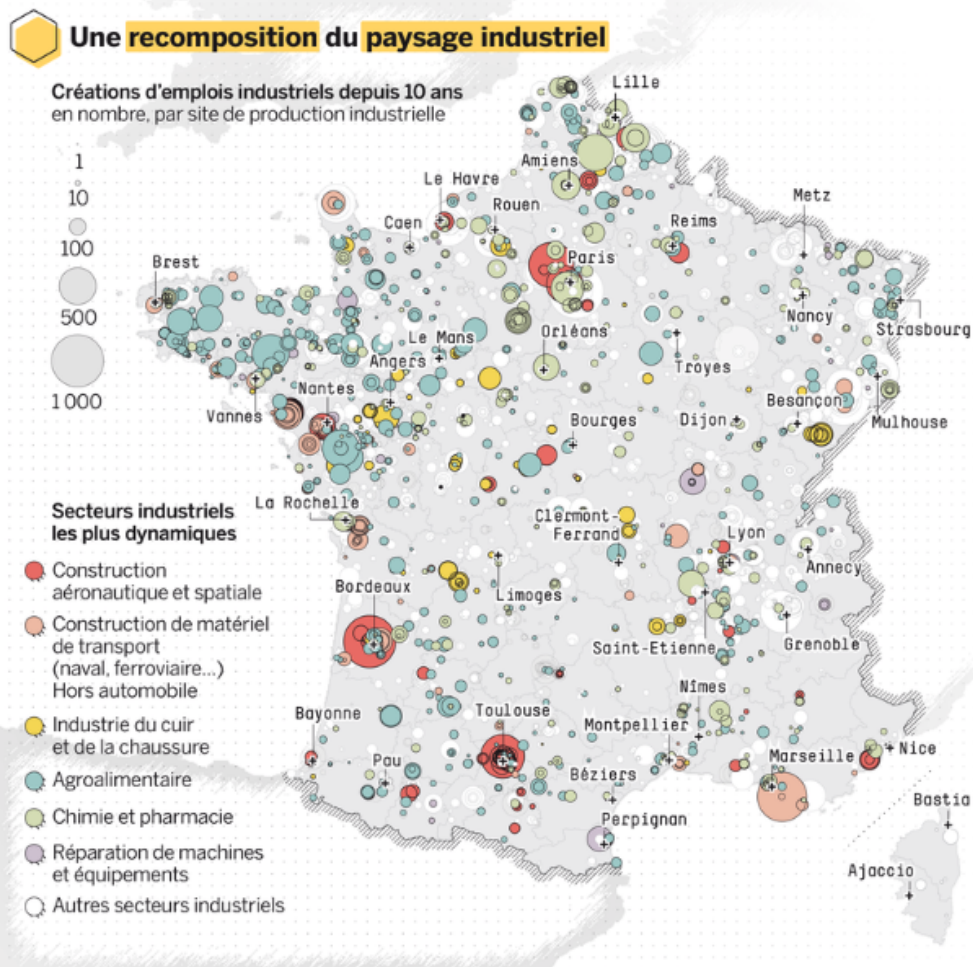 Une recomposition du paysage industriel
Créations d'emplois industriels depuis 10 ans
en nombre, par site de production industrielle
1
10
100
500
1 000
Lille
Amiens
Le Havre
Rouen
Caen
Reims
Metz
Paris
Brest
Nancy
Strasbourg
Le Mans
Orléans
Troyes
Angers
Vannes
Nantes
Bourges
Dijon
Besançon
Mulhouse
La Rochelle
Clermont-
Ferrand
Lyon
Annecy
Limoges
Bordeaux
Saint-Etienne
Grenoble
Nîmes
Bayonne
Toulouse
Montpellier
Pau
Béziers
Marseille
Nice
Perpignan
Bastia
Ajaccio
Secteurs industriels
les plus dynamiques
Construction
aéronautique et spatiale
Construction de matériel
de transport
(naval, ferroviaire...)
Hors automobile
Industrie du cuir
et de la chaussure
Agroalimentaire
Chimie et pharmacie
Réparation de machines
et équipements
Autres secteurs industriels